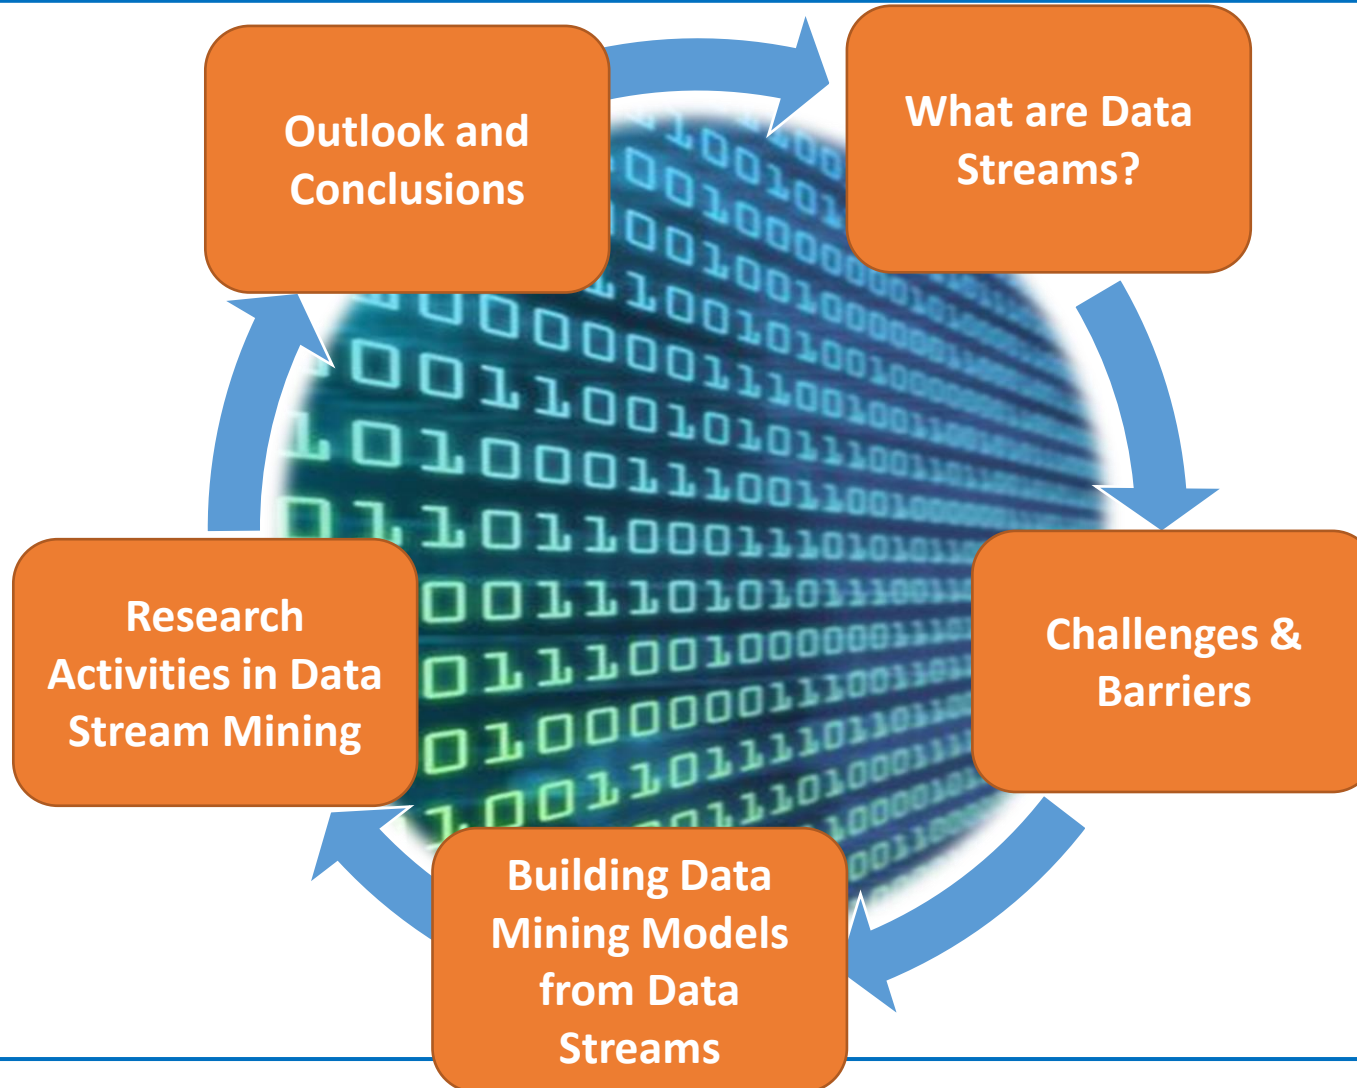 Outlook and
Conclusions
What are Data
Streams?
Challenges &
Barriers
Building Data
Mining Models
from Data
Streams
Research
Activities in Data
Stream Mining